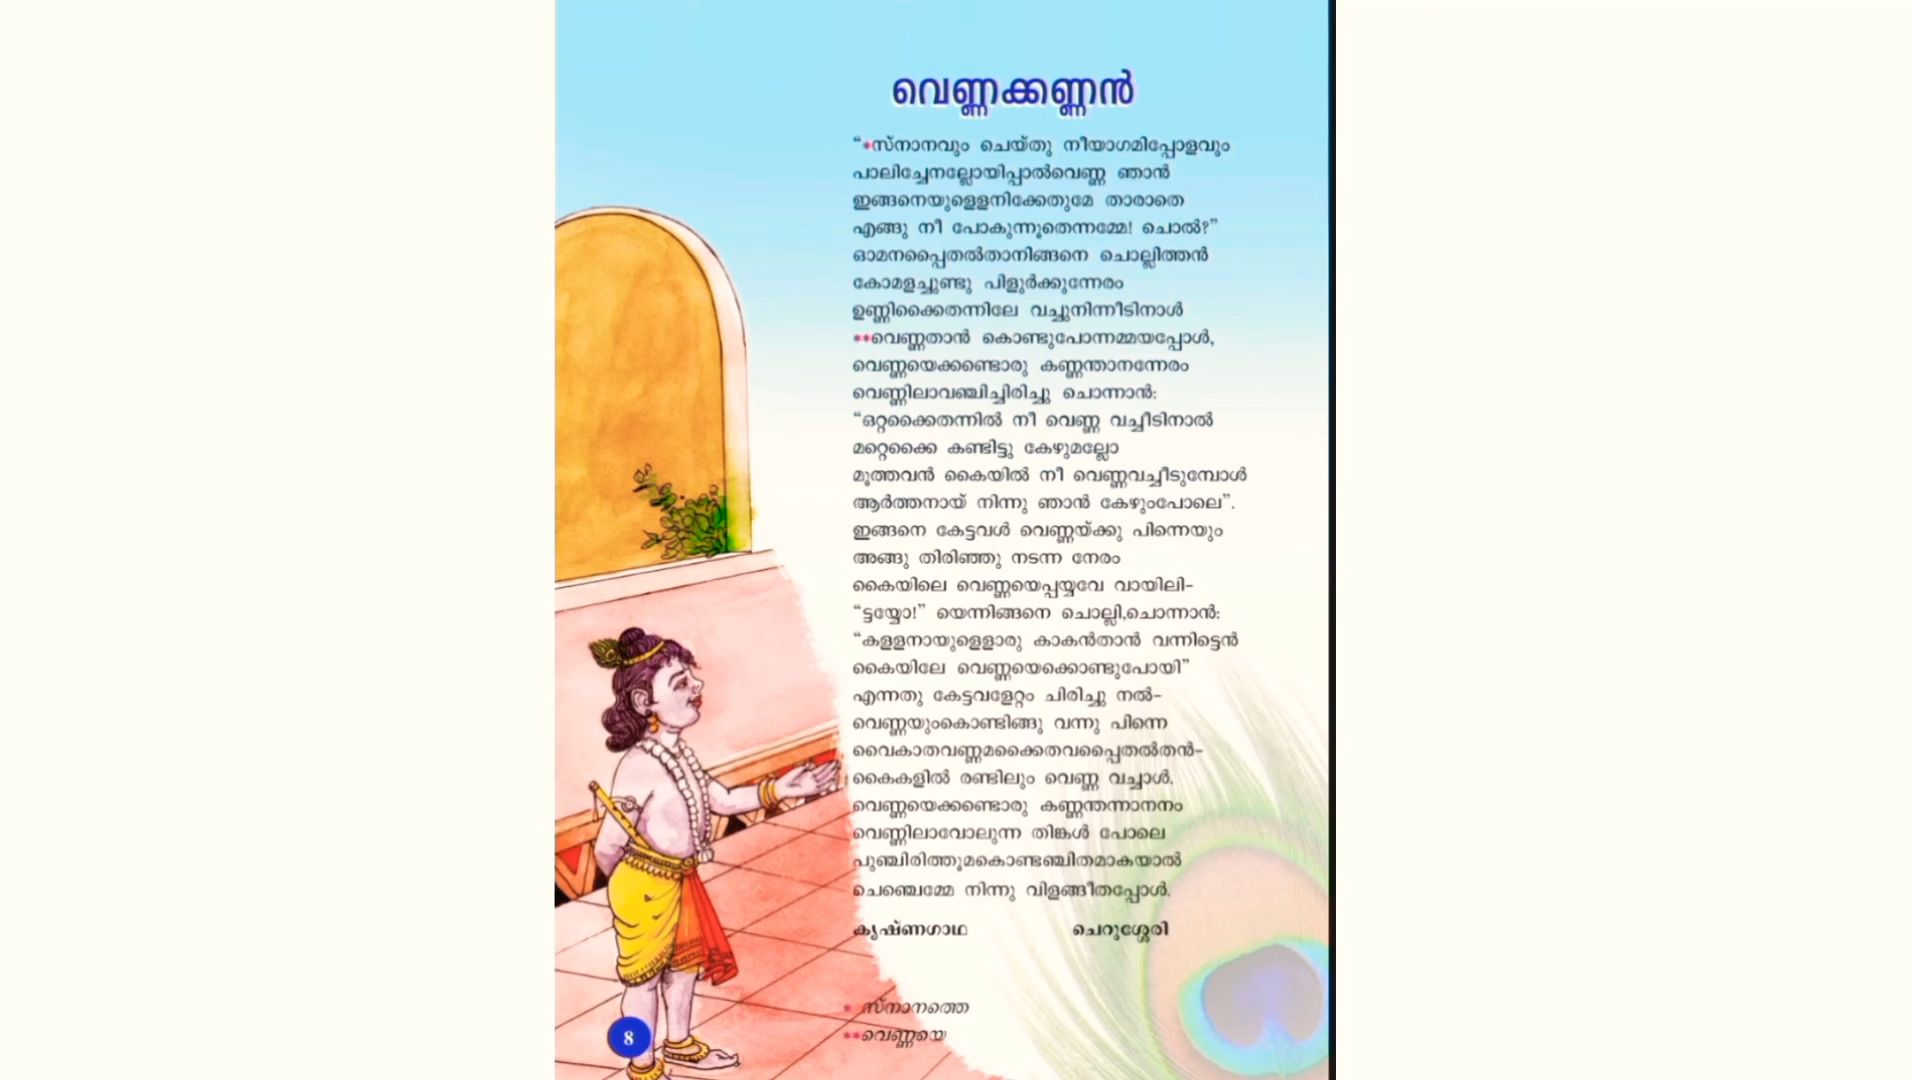 വെണ്ണക്കണ്ണൻ
“*സ്നാനവും ചെയ്തു നീയാഗമിപ്പോളവും
പാലിച്ചേനല്ലോയിപ്പാൽവെണ്ണ ഞാൻ
ഇങ്ങനെയുള്ളെനിക്കേതുമേ താരാതെ
എങ്ങു നീ പോകുന്നൂതെന്നമ്മേ! ചൊൽ?”
ഓമനപ്പൈതൽതാനിങ്ങനെ ചൊല്ലിത്തൻ
കോമളച്ചുണ്ടു പിളുർക്കുന്നേരം
ഉണ്ണിക്കൈതന്നിലേ വച്ചുനിന്നീടിനാൾ
**വെണ്ണതാൻ കൊണ്ടുപോന്നമ്മയപ്പോൾ,
വെണ്ണയെക്കണ്ടൊരു കണ്ണന്താനന്നേരം
വെണ്ണിലാവഞ്ചിച്ചിരിച്ചു ചൊന്നാൻ:
“ഒറ്റക്കൈതന്നിൽ നീ വെണ്ണ വച്ചീടിനാൽ
മറ്റെക്കൈ കണ്ടിട്ടു കേഴുമല്ലോ
മൂത്തവൻ കൈയിൽ നീ വെണ്ണവച്ചീടുമ്പോൾ
ആർത്തനായ് നിന്നു ഞാൻ കേഴുംപോലെ”.
ഇങ്ങനെ കേട്ടവൾ വെണ്ണയ്ക്കു പിന്നെയും
അങ്ങു തിരിഞ്ഞു നടന്ന നേരം
കൈയിലെ വെണ്ണയെപ്പയ്യവേ വായിലി-
“ട്ടയ്യോ!” യെന്നിങ്ങനെ ചൊല്ലി,ചൊന്നാൻ:
“കള്ളനായുള്ളൊരു കാകൻതാൻ വന്നിട്ടെൻ
കൈയിലേ വെണ്ണയെക്കൊണ്ടുപോയി”
എന്നതു കേട്ടവളേറ്റം ചിരിച്ചു നൽ-
വെണ്ണയുംകൊണ്ടിങ്ങു വന്നു പിന്നെ
വൈകാതവണ്ണമക്കൈതവപ്പൈതൽതൻ-
കൈകളിൽ രണ്ടിലും വെണ്ണ വച്ചാൾ.
വെണ്ണയെക്കണ്ടൊരു കണ്ണന്തന്നാനനം
വെണ്ണിലാവോലുന്ന തിങ്കൾ പോലെ
പുഞ്ചിരിത്തൂമകൊണ്ടഞ്ചിതമാകയാൽ
ചെഞ്ചെമ്മേ നിന്നു വിളങ്ങീതപ്പോൾ.
കൃഷ്ണഗാഥ ചെറുശ്ശേരി
* സ്നാനത്തെ
**വെണ്ണയെ
8